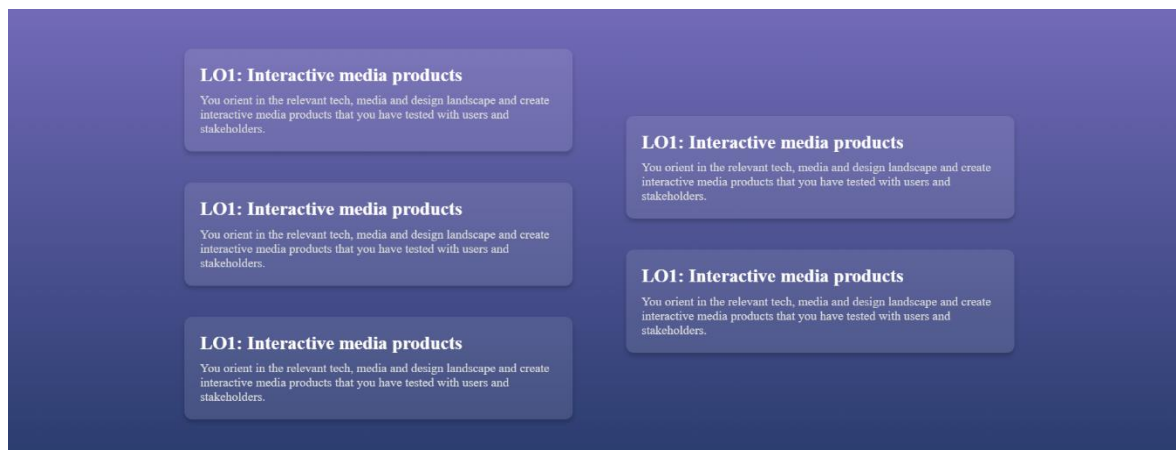 LO1: Interactive media products
You orient in the relevant tech, media and design landscape and create
interactive media products that you have tested with users and
stakeholders.
LO1: Interactive media products
You orient in the relevant tech, media and design landscape and create
interactive media products that you have tested with users and
stakeholders.
LO1: Interactive media products
You orient in the relevant tech, media and design landscape and create
interactive media products that you have tested with users and
stakeholders.
LO1: Interactive media products
You orient in the relevant tech, media and design landscape and create
interactive media products that you have tested with users and
stakeholders.
LO1: Interactive media products
You orient in the relevant tech, media and design landscape and create
interactive media products that you have tested with users and
stakeholders.